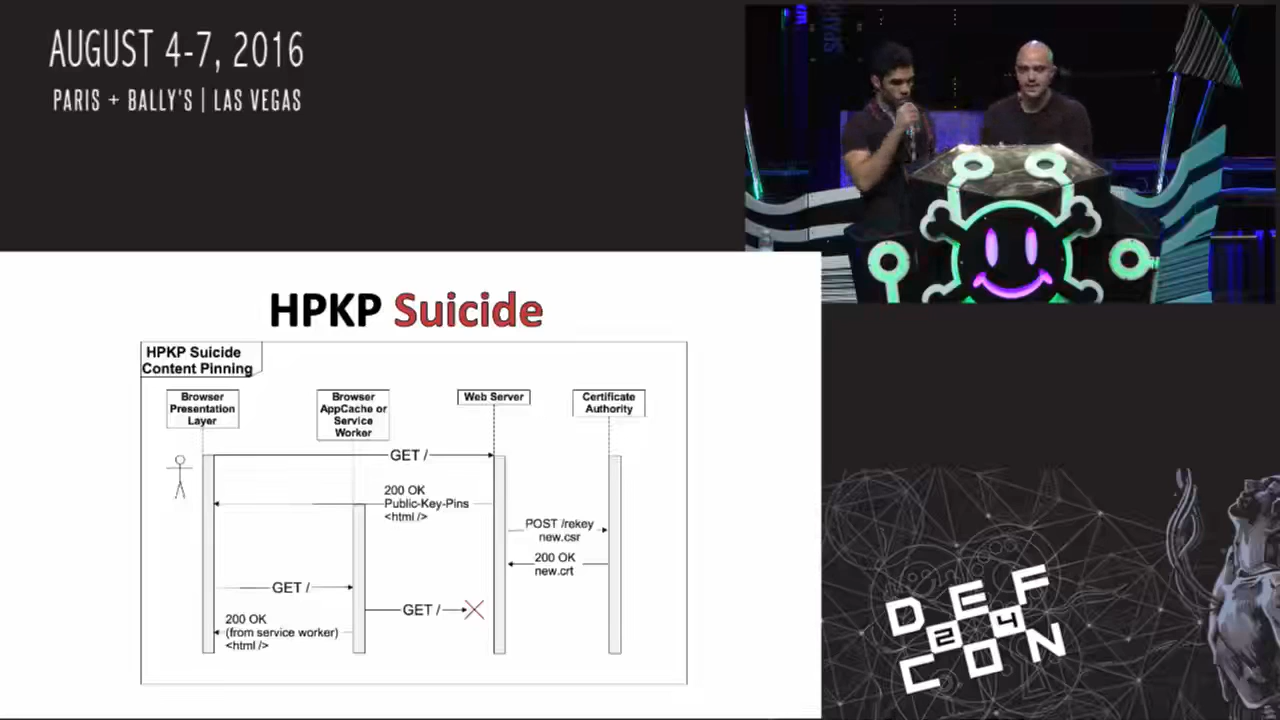 AUGUST 4-7, 2016
PARIS + BALLY'S | LAS VEGAS
HPKP Suicide
HPKP Suicide
Content Pinning
Browser
Presentation
Layer
Browser
AppCache or
Service
Worker
Web Server
Certificate
Authority
GET /
200 OK
Public-Key-Pins
<html />
POST /rekey
new.csr
200 OK
new.crt
GET /
GET /
200 OK
(from service worker)
<html />
DEF
24
CON